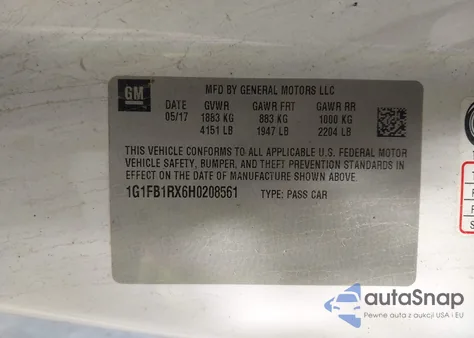 GM
MFD BY GENERAL MOTORS LLC
DATE GVWR GAWR FRT GAWR RR
05/17 1883 KG 883 KG 1000 KG
4151 LB 1947 LB 2204 LB
THIS VEHICLE CONFORMS TO ALL APPLICABLE U.S. FEDERAL MOTOR
VEHICLE SAFETY, BUMPER, AND THEFT PREVENTION STANDARDS IN
EFFECT ON THE DATE OF MANUFACTURE SHOWN ABOVE.
1G1FB1RX6H0208561 TYPE: PASS CAR
autoSnap
Pewne auta z aukcji USA i EU